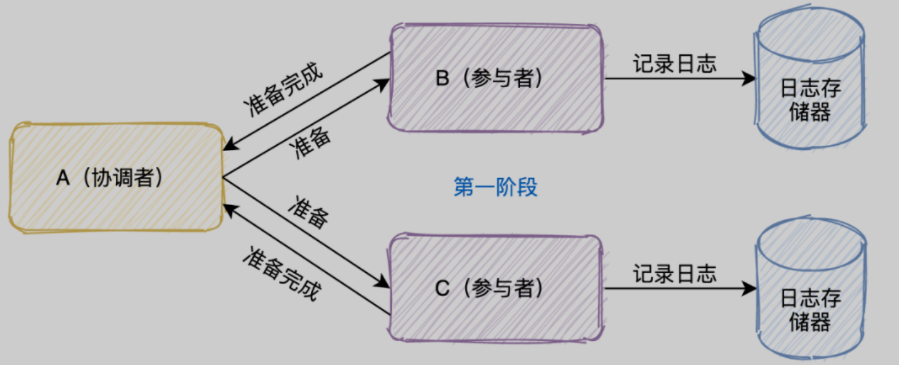 准备完成
准备
B（参与者）
记录日志
日志存
储器
A（协调者）
第一阶段
准备
准备完成
C（参与者）
记录日志
日志存
储器